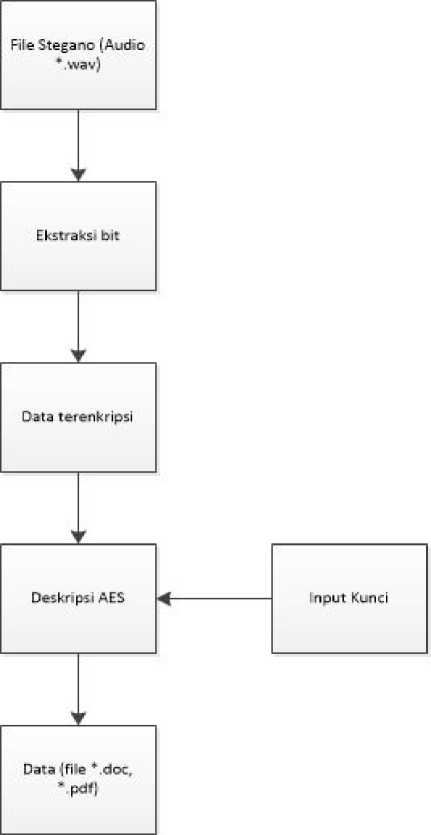 File Stegano (Audio
*.wav)
Ekstraksi bit
Data terenkripsi
Deskripsi AES
Input Kunci
Data (file *.doc,
*.pdf)